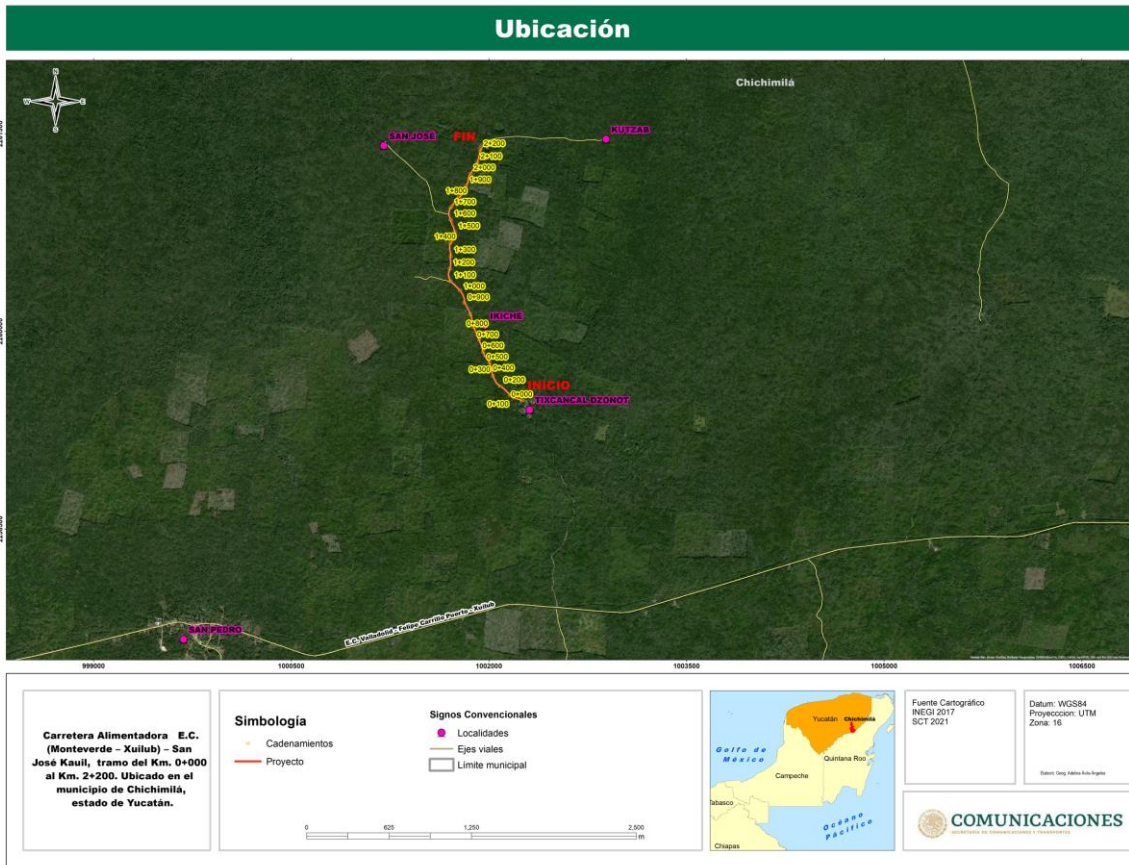 Ubicación
Chichimilá
N
W
E
S
SAN JOSÉ
FIN
KUTZAB
2+200
2+100
2+000
1+900
1+800
1+700
1+600
1+500
1+400
1+300
1+200
1+100
1+000
0+900
IKICHÉ
0+800
0+700
0+600
0+500
0+400
0+300
0+200
INÍCIO
0+000
TIXCANCAL DZONOT
0+100
E.C. Valladolid - Felipe Carrillo Puerto - Xuilub
SAN PEDRO
999000
1000500
1002000
1003500
1005000
1006500
Carretera Alimentadora E.C.
(Monteverde – Xuilub) – San
José Kauil, tramo del Km. 0+000
al Km. 2+200. Ubicado en el
municipio de Chichimilá,
estado de Yucatán.
Simbología
Cadenamientos
Proyecto
Signos Convencionales
Localidades
Ejes viales
Límite municipal
0
625
1,250
2,500
m
Yucatán
Chichimilá
Golfo de
México
Quintana Roo
Campeche
Tabasco
Océano
Pacífico
Chiapas
Fuente Cartográfico
INEGI 2017
SCT 2021
Datum: WGS84
Proyecccion: UTM
Zona: 16
COMUNICACIONES
SECRETARÍA DE COMUNICACIONES Y TRANSPORTES